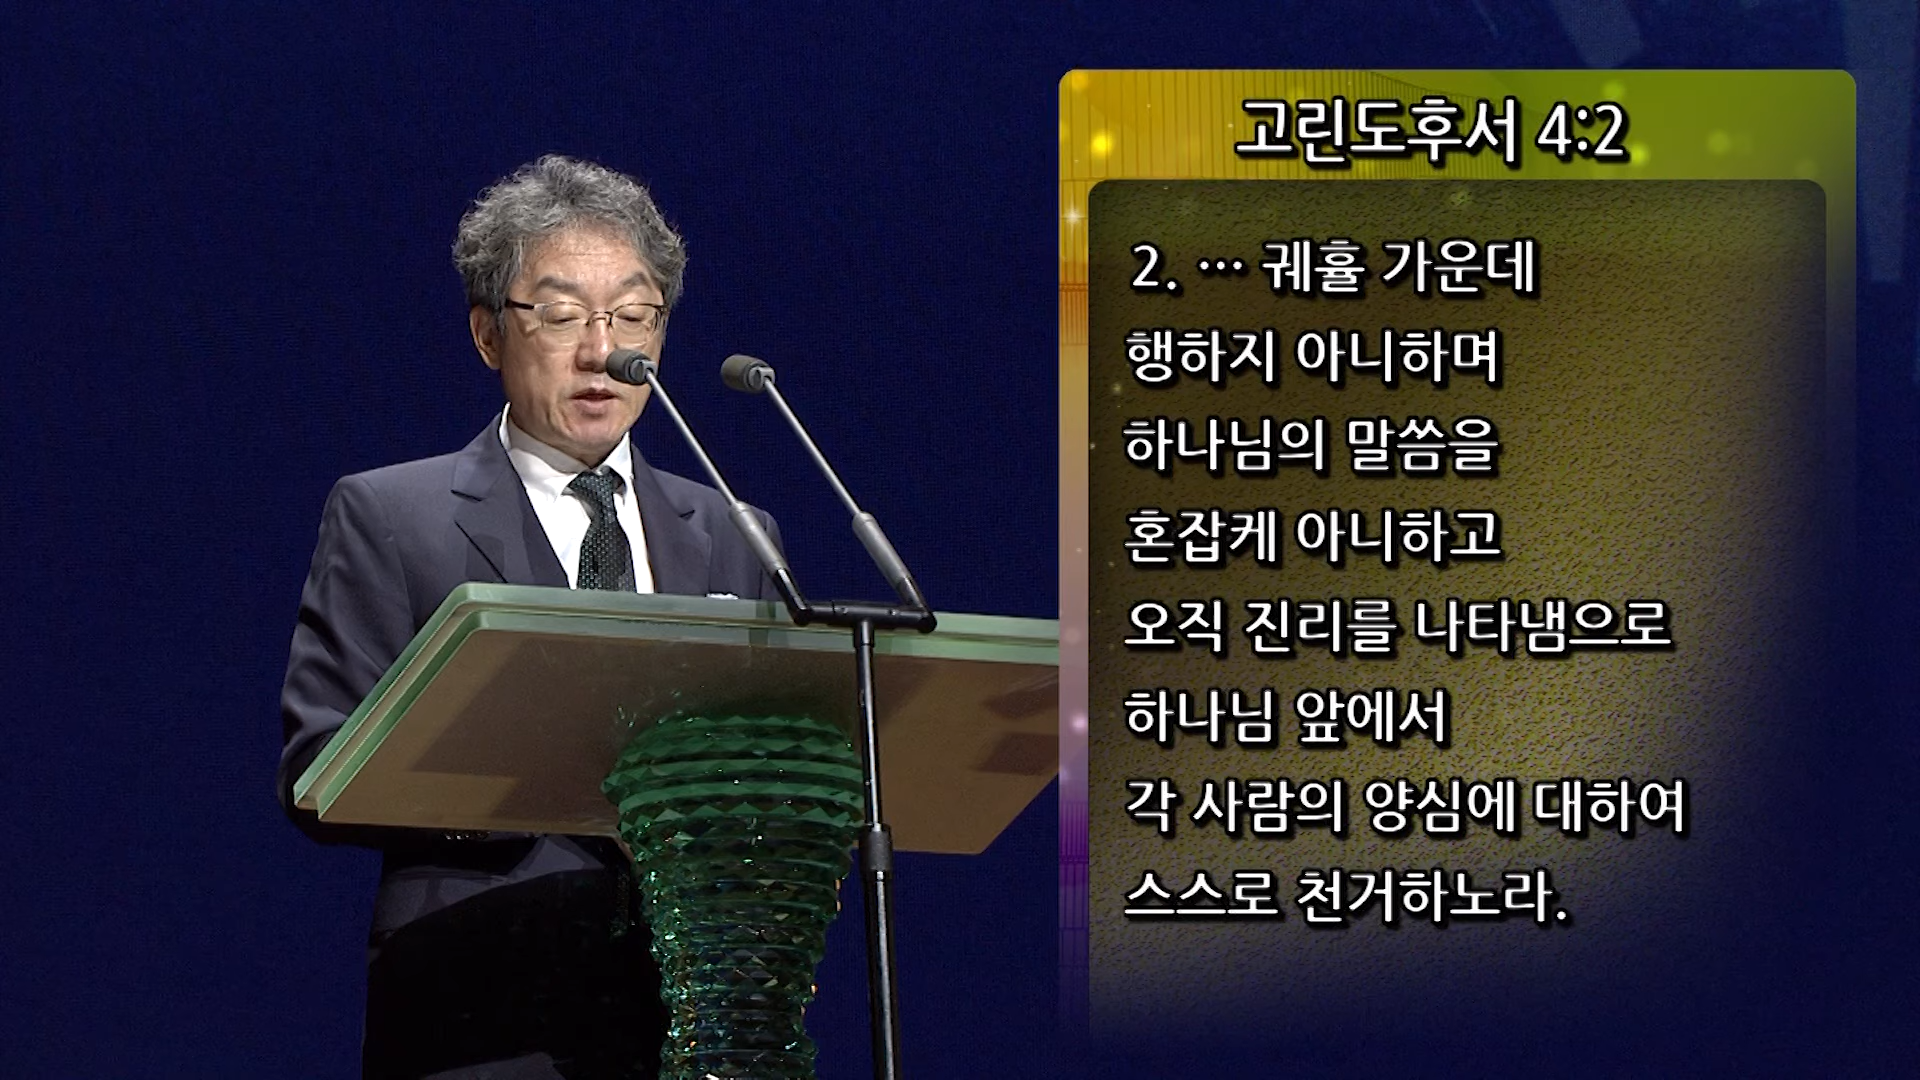 고린도후서 4:2
2. … 궤휼 가운데
행하지 아니하며
하나님의 말씀을
혼잡케 아니하고
오직 진리를 나타냄으로
하나님 앞에서
각 사람의 양심에 대하여
스스로 천거하노라.